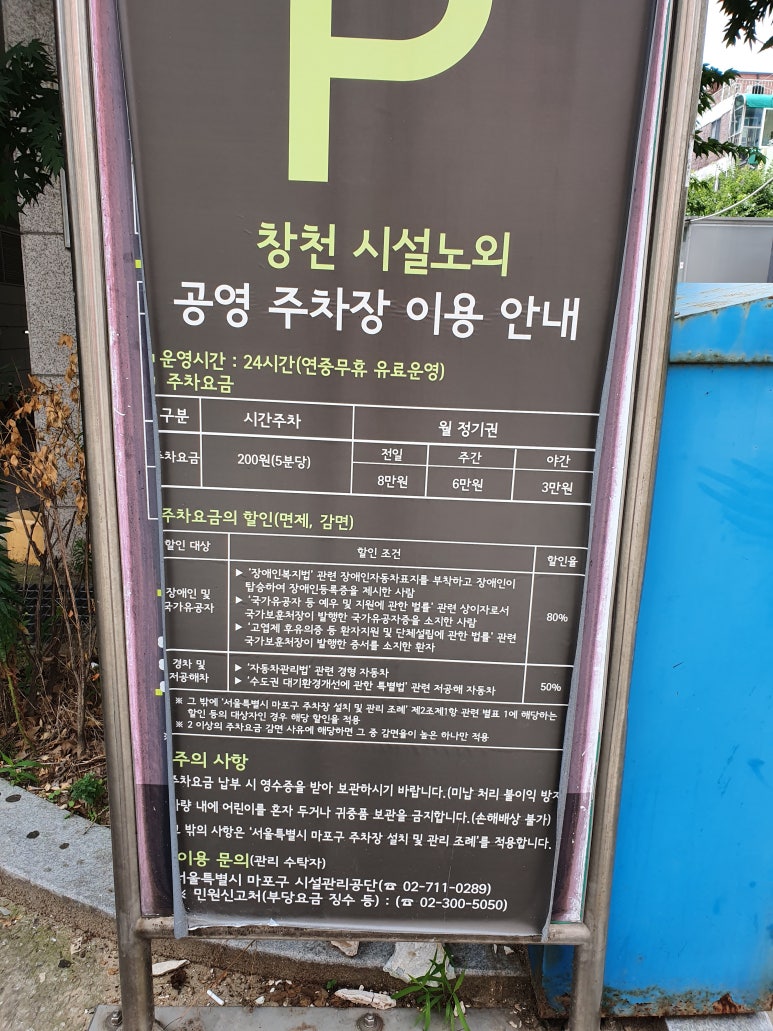 P
창천 시설노외
공영 주차장 이용 안내
운영시간 : 24시간(연중무휴 유료운영)
주차요금
구분 시간주차 월 정기권
전일 주간 야간
주차요금 200원(5분당)
8만원 6만원 3만원
주차요금의 할인(면제, 감면)
할인 대상 할인 조건 할인율
▶ '장애인복지법' 관련 장애인자동차표지를 부착하고 장애인이
탑승하여 장애인등록증을 제시한 사람
장애인 및
국가유공자
▶ '국가유공자 등 예우 및 지원에 관한 법률' 관련 상이자로서
국가보훈처장이 발행한 국가유공자증을 소지한 사람
80%
▶ '고엽제 후유의증 등 환자지원 및 단체설립에 관한 법률' 관련
국가보훈처장이 발행한 증서를 소지한 환자
경차 및
저공해차
▶ '자동차관리법' 관련 경형 자동차
▶ '수도권 대기환경개선에 관한 특별법' 관련 저공해 자동차
50%
※ 그 밖에 '서울특별시 마포구 주차장 설치 및 관리 조례' 제2조제1항 관련 별표 1에 해당하는
할인 등의 대상자인 경우 해당 할인율 적용
※ 2 이상의 주차요금 감면 사유에 해당하면 그 중 감면율이 높은 하나만 적용
주의 사항
주차요금 납부 시 영수증을 받아 보관하시기 바랍니다.(미납 처리 불이익 방지
차량 내에 어린이를 혼자 두거나 귀중품 보관을 금지합니다.(손해배상 불가)
그 밖의 사항은 '서울특별시 마포구 주차장 설치 및 관리 조례'를 적용합니다.
이용 문의(관리 수탁자)
서울특별시 마포구 시설관리공단(☎ 02-711-0289)
※ 민원신고처(부당요금 징수 등) : (☎ 02-300-5050)